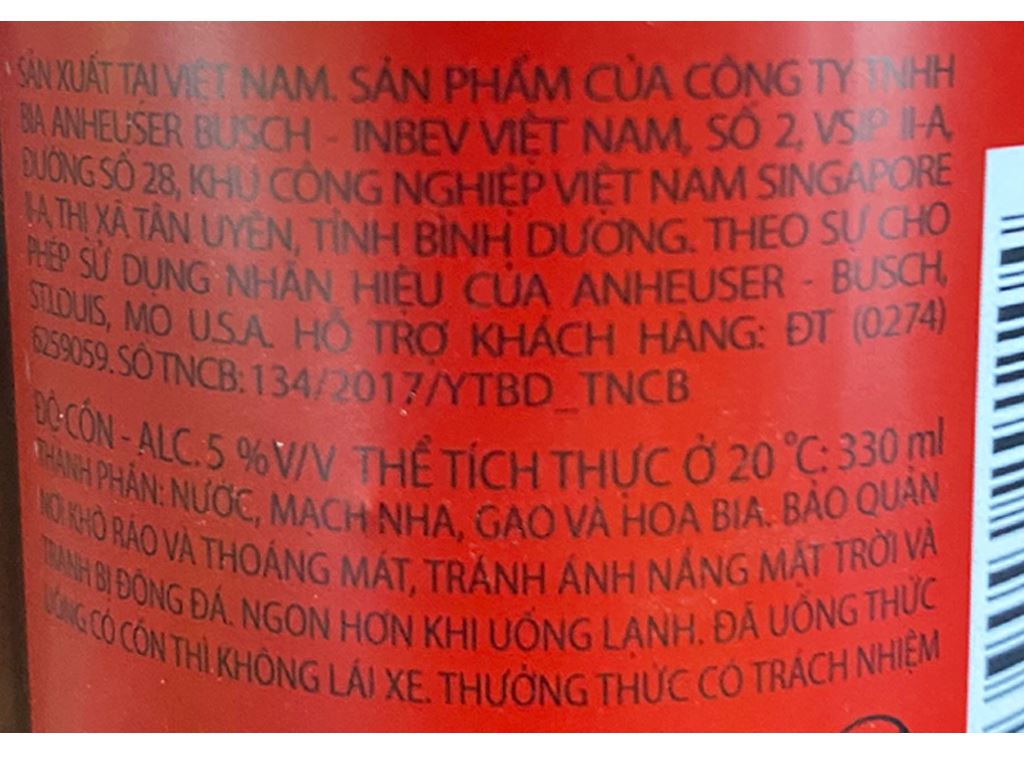 SẢN XUẤT TẠI VIỆT NAM. SẢN PHẨM CỦA CÔNG TY TNHH
BIA ANHEUSER BUSCH - INBEV VIỆT NAM, SỐ 2, VSIP II-A,
ĐƯỜNG SỐ 28, KHU CÔNG NGHIỆP VIỆT NAM SINGAPORE
II-A, THỊ XÃ TÂN UYÊN, TỈNH BÌNH DƯƠNG. THEO SỰ CHO
PHÉP SỬ DỤNG NHÃN HIỆU CỦA ANHEUSER - BUSCH,
ST.LOUIS, MO U.S.A. HỖ TRỢ KHÁCH HÀNG: ĐT (0274)
6259059. SỐ TNCB: 134/2017/YTBD_TNCB
ĐỘ CỒN - ALC. 5 %V/V THỂ TÍCH THỰC Ở 20 °C: 330 ml
THÀNH PHẦN: NƯỚC, MẠCH NHA, GẠO VÀ HOA BIA. BẢO QUẢN
NƠI KHÔ RÁO VÀ THOÁNG MÁT, TRÁNH ÁNH NẮNG MẶT TRỜI VÀ
TRÁNH BỊ ĐÔNG ĐÁ. NGON HƠN KHI UỐNG LẠNH. ĐÃ UỐNG THỨC
UỐNG CÓ CỒN THÌ KHÔNG LÁI XE. THƯỞNG THỨC CÓ TRÁCH NHIỆM